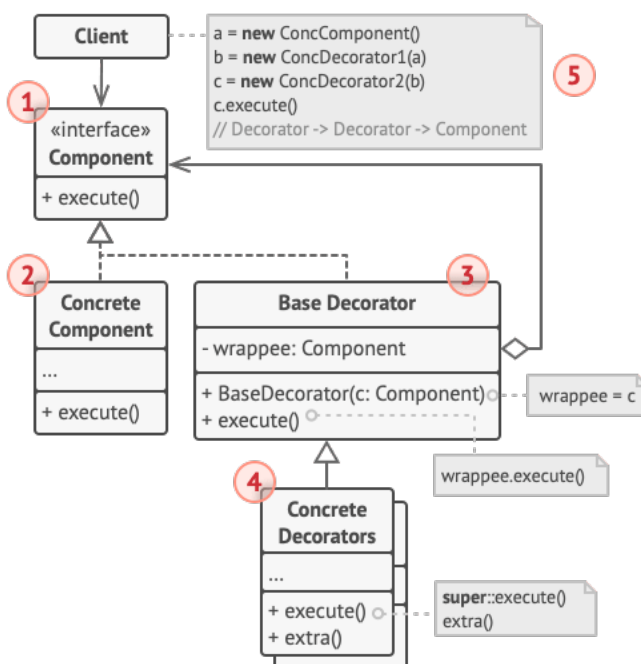 Client
a = new ConcComponent()
b = new ConcDecorator1(a)
c = new ConcDecorator2(b)
c.execute()
// Decorator -> Decorator -> Component
5
1
«interface»
Component
+ execute()
2
Concrete
Component
...
+ execute()
3
Base Decorator
- wrappee: Component
+ BaseDecorator(c: Component)
+ execute()
wrappee = c
wrappee.execute()
4
Concrete
Decorators
...
+ execute()
+ extra()
super::execute()
extra()